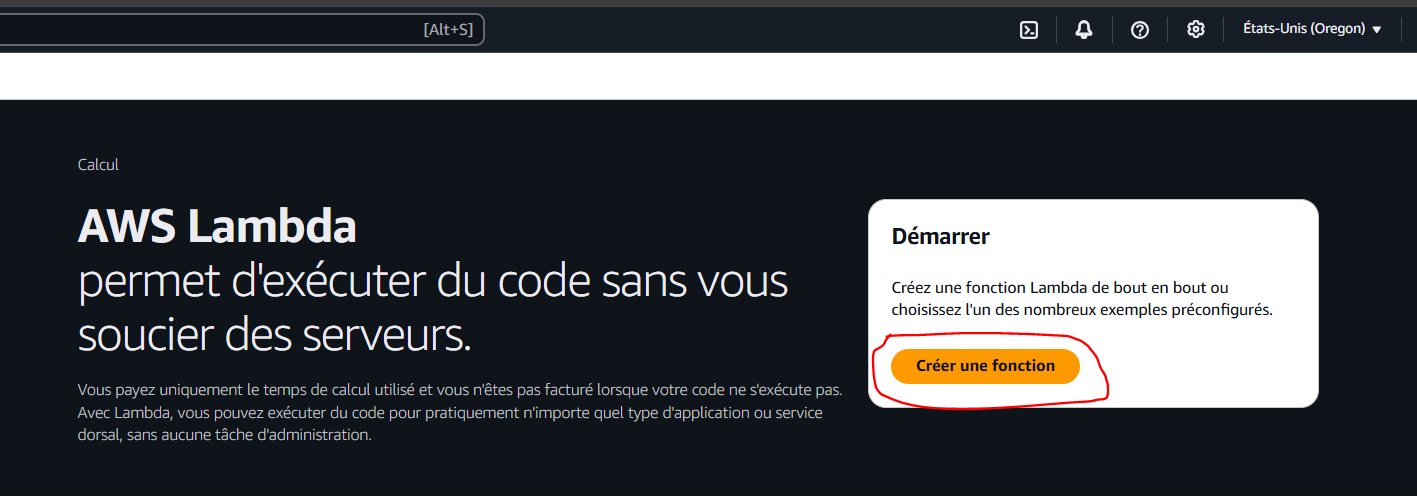 [Alt+S]
États-Unis (Oregon)
Calcul
AWS Lambda
permet d'exécuter du code sans vous
soucier des serveurs.
Vous payez uniquement le temps de calcul utilisé et vous n'êtes pas facturé lorsque votre code ne s'exécute pas.
Avec Lambda, vous pouvez exécuter du code pour pratiquement n'importe quel type d'application ou service
dorsal, sans aucune tâche d'administration.
Démarrer
Créez une fonction Lambda de bout en bout ou
choisissez l'un des nombreux exemples préconfigurés.
Créer une fonction